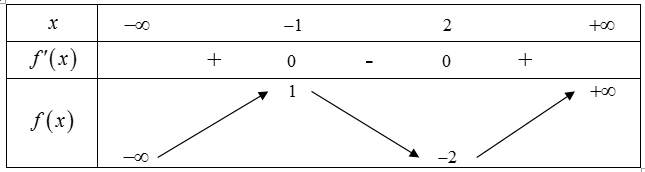 x −∞ −1 2 +∞
f′(x) + 0 - 0 +
1 +∞
f(x)
−∞ −2